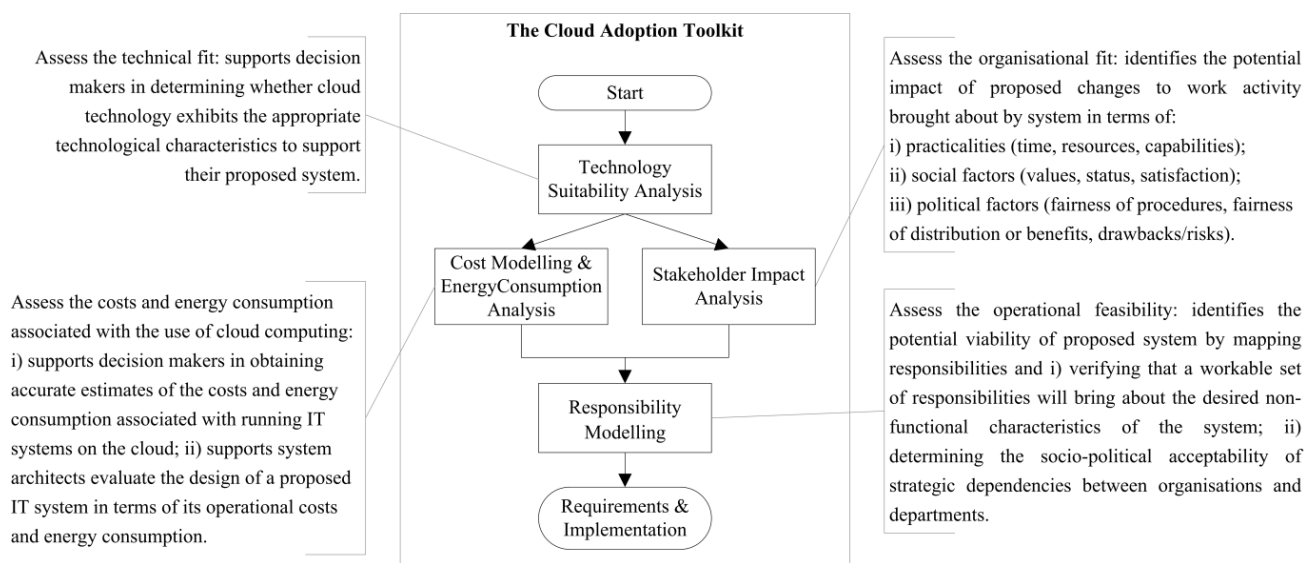 The Cloud Adoption Toolkit
Assess the technical fit: supports decision
makers in determining whether cloud
technology exhibits the appropriate
technological characteristics to support
their proposed system.
Start
Technology
Suitability Analysis
Assess the organisational fit: identifies the potential
impact of proposed changes to work activity
brought about by system in terms of:
i) practicalities (time, resources, capabilities);
ii) social factors (values, status, satisfaction);
iii) political factors (fairness of procedures, fairness
of distribution or benefits, drawbacks/risks).
Cost Modelling &
EnergyConsumption
Analysis
Stakeholder Impact
Analysis
Assess the costs and energy consumption
associated with the use of cloud computing:
i) supports decision makers in obtaining
accurate estimates of the costs and energy
consumption associated with running IT
systems on the cloud; ii) supports system
architects evaluate the design of a proposed
IT system in terms of its operational costs
and energy consumption.
Responsibility
Modelling
Requirements &
Implementation
Assess the operational feasibility: identifies the
potential viability of proposed system by mapping
responsibilities and i) verifying that a workable set
of responsibilities will bring about the desired non-
functional characteristics of the system; ii)
determining the socio-political acceptability of
strategic dependencies between organisations and
departments.